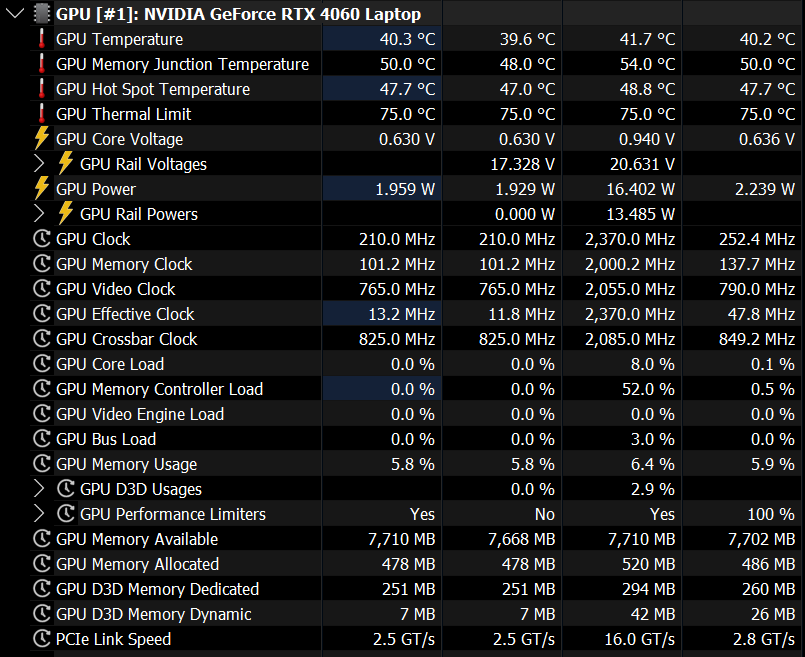 GPU [#1]: NVIDIA GeForce RTX 4060 Laptop
GPU Temperature 40.3 °C 39.6 °C 41.7 °C 40.2 °C
GPU Memory Junction Temperature 50.0 °C 48.0 °C 54.0 °C 50.0 °C
GPU Hot Spot Temperature 47.7 °C 47.0 °C 48.8 °C 47.7 °C
GPU Thermal Limit 75.0 °C 75.0 °C 75.0 °C 75.0 °C
GPU Core Voltage 0.630 V 0.630 V 0.940 V 0.636 V
GPU Rail Voltages 17.328 V 20.631 V
GPU Power 1.959 W 1.929 W 16.402 W 2.239 W
GPU Rail Powers 0.000 W 13.485 W
GPU Clock 210.0 MHz 210.0 MHz 2,370.0 MHz 252.4 MHz
GPU Memory Clock 101.2 MHz 101.2 MHz 2,000.2 MHz 137.7 MHz
GPU Video Clock 765.0 MHz 765.0 MHz 2,055.0 MHz 790.0 MHz
GPU Effective Clock 13.2 MHz 11.8 MHz 2,370.0 MHz 47.8 MHz
GPU Crossbar Clock 825.0 MHz 825.0 MHz 2,085.0 MHz 849.2 MHz
GPU Core Load 0.0 % 0.0 % 8.0 % 0.1 %
GPU Memory Controller Load 0.0 % 0.0 % 52.0 % 0.5 %
GPU Video Engine Load 0.0 % 0.0 % 0.0 % 0.0 %
GPU Bus Load 0.0 % 0.0 % 3.0 % 0.0 %
GPU Memory Usage 5.8 % 5.8 % 6.4 % 5.9 %
GPU D3D Usages 0.0 % 2.9 %
GPU Performance Limiters Yes No Yes 100 %
GPU Memory Available 7,710 MB 7,668 MB 7,710 MB 7,702 MB
GPU Memory Allocated 478 MB 478 MB 520 MB 486 MB
GPU D3D Memory Dedicated 251 MB 251 MB 294 MB 260 MB
GPU D3D Memory Dynamic 7 MB 7 MB 42 MB 26 MB
PCIe Link Speed 2.5 GT/s 2.5 GT/s 16.0 GT/s 2.8 GT/s